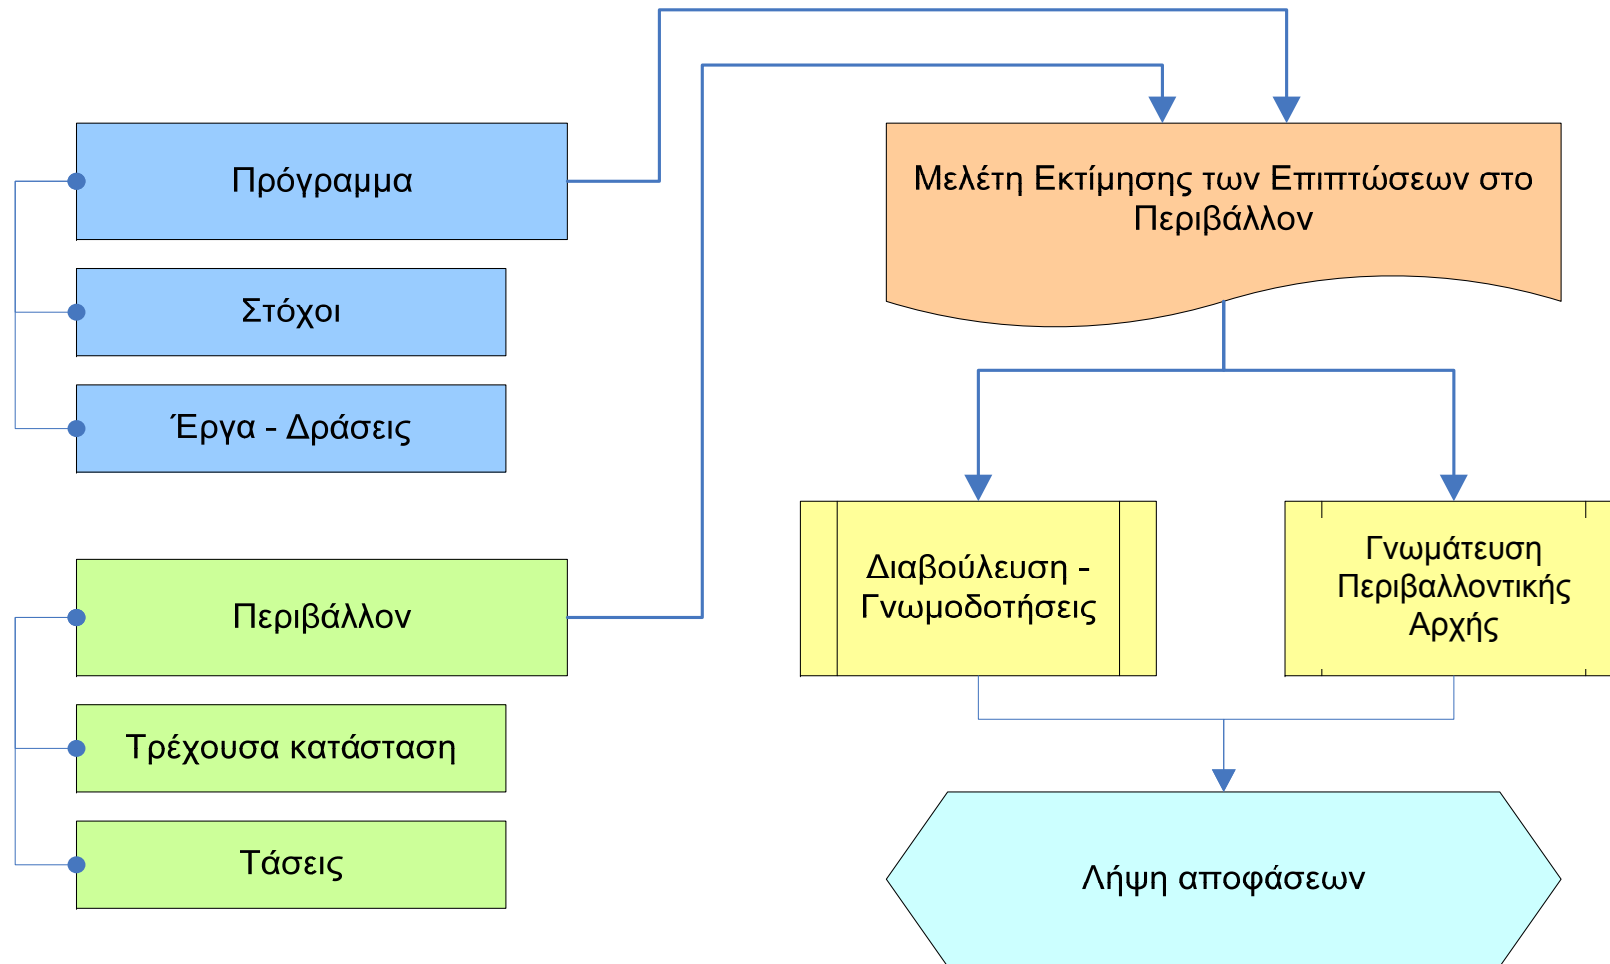 Πρόγραμμα
Στόχοι
Έργα - Δράσεις
Περιβάλλον
Τρέχουσα κατάσταση
Τάσεις
Μελέτη Εκτίμησης των Επιπτώσεων στο
Περιβάλλον
Διαβούλευση -
Γνωμοδοτήσεις
Γνωμάτευση
Περιβαλλοντικής
Αρχής
Λήψη αποφάσεων